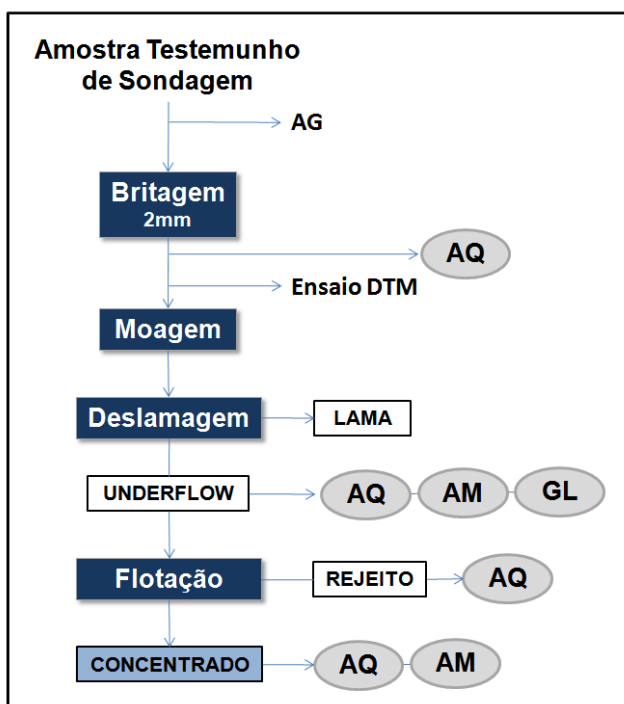 Amostra Testemunho
de Sondagem
AG
Britagem
2mm
AQ
Ensaio DTM
Moagem
Deslamagem
LAMA
UNDERFLOW
AQ
AM
GL
Flotação
REJEITO
AQ
CONCENTRADO
AQ
AM